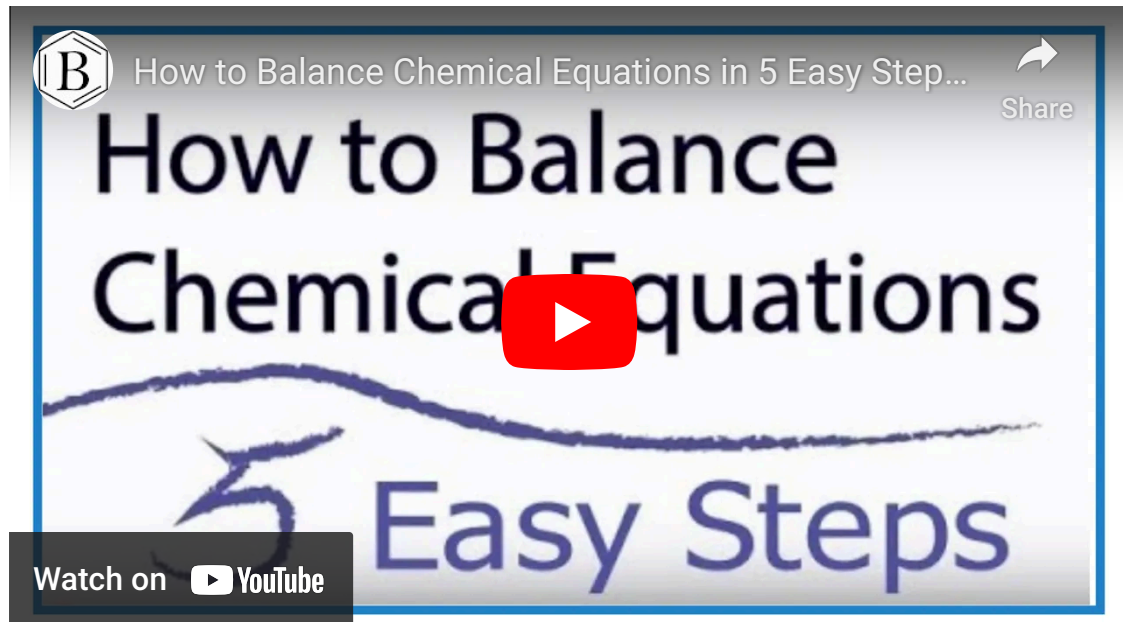 B
How to Balance Chemical Equations in 5 Easy Step...
Share
How to Balance
Chemical Equations
5 Easy Steps
Watch on YouTube